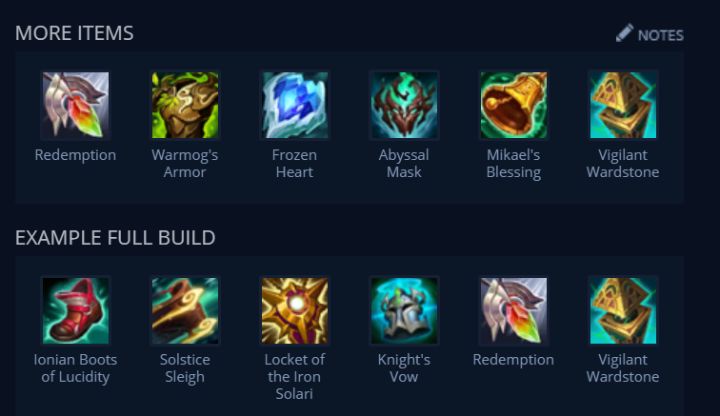 MORE ITEMS
NOTES
Redemption
Warmog's
Armor
Frozen
Heart
Abyssal
Mask
Mikael's
Blessing
Vigilant
Wardstone
EXAMPLE FULL BUILD
Ionian Boots
of Lucidity
Solstice
Sleigh
Locket of
the Iron
Solari
Knight's
Vow
Redemption
Vigilant
Wardstone